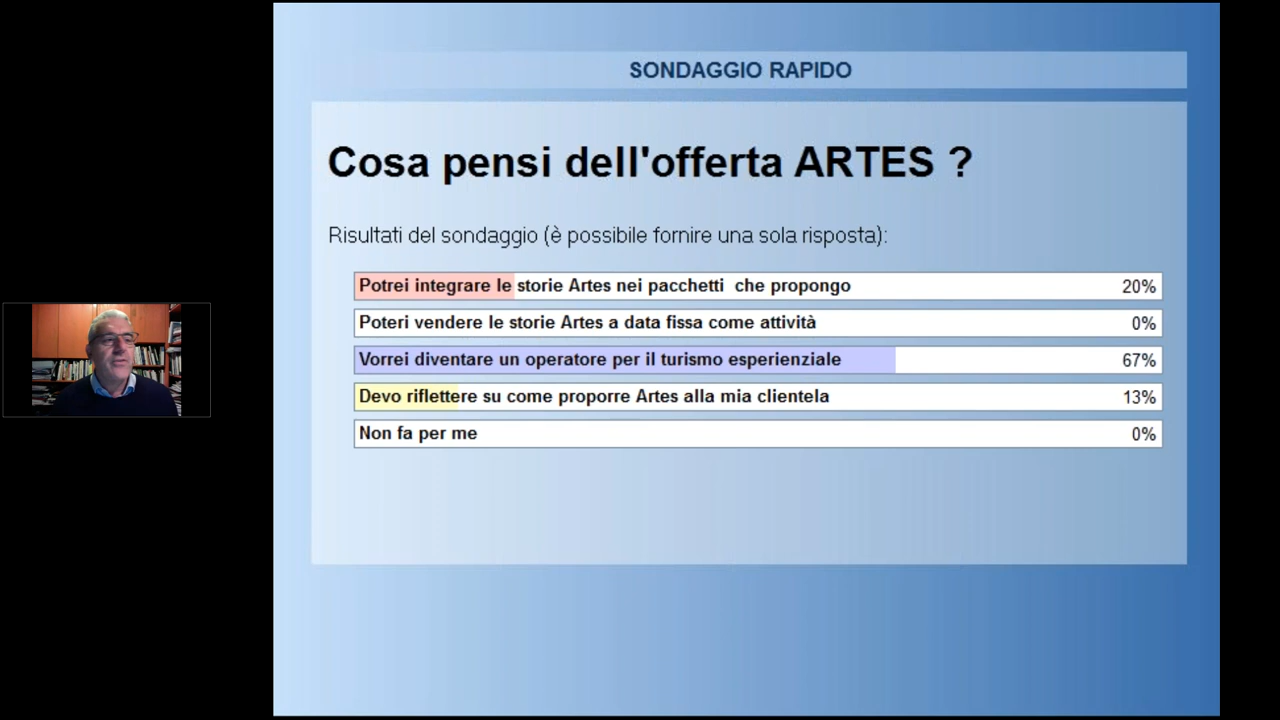 SONDAGGIO RAPIDO
Cosa pensi dell'offerta ARTES ?
Risultati del sondaggio (è possibile fornire una sola risposta):
Potrei integrare le storie Artes nei pacchetti  che propongo 20%
Poteri vendere le storie Artes a data fissa come attività 0%
Vorrei diventare un operatore per il turismo esperienziale 67%
Devo riflettere su come proporre Artes alla mia clientela 13%
Non fa per me 0%